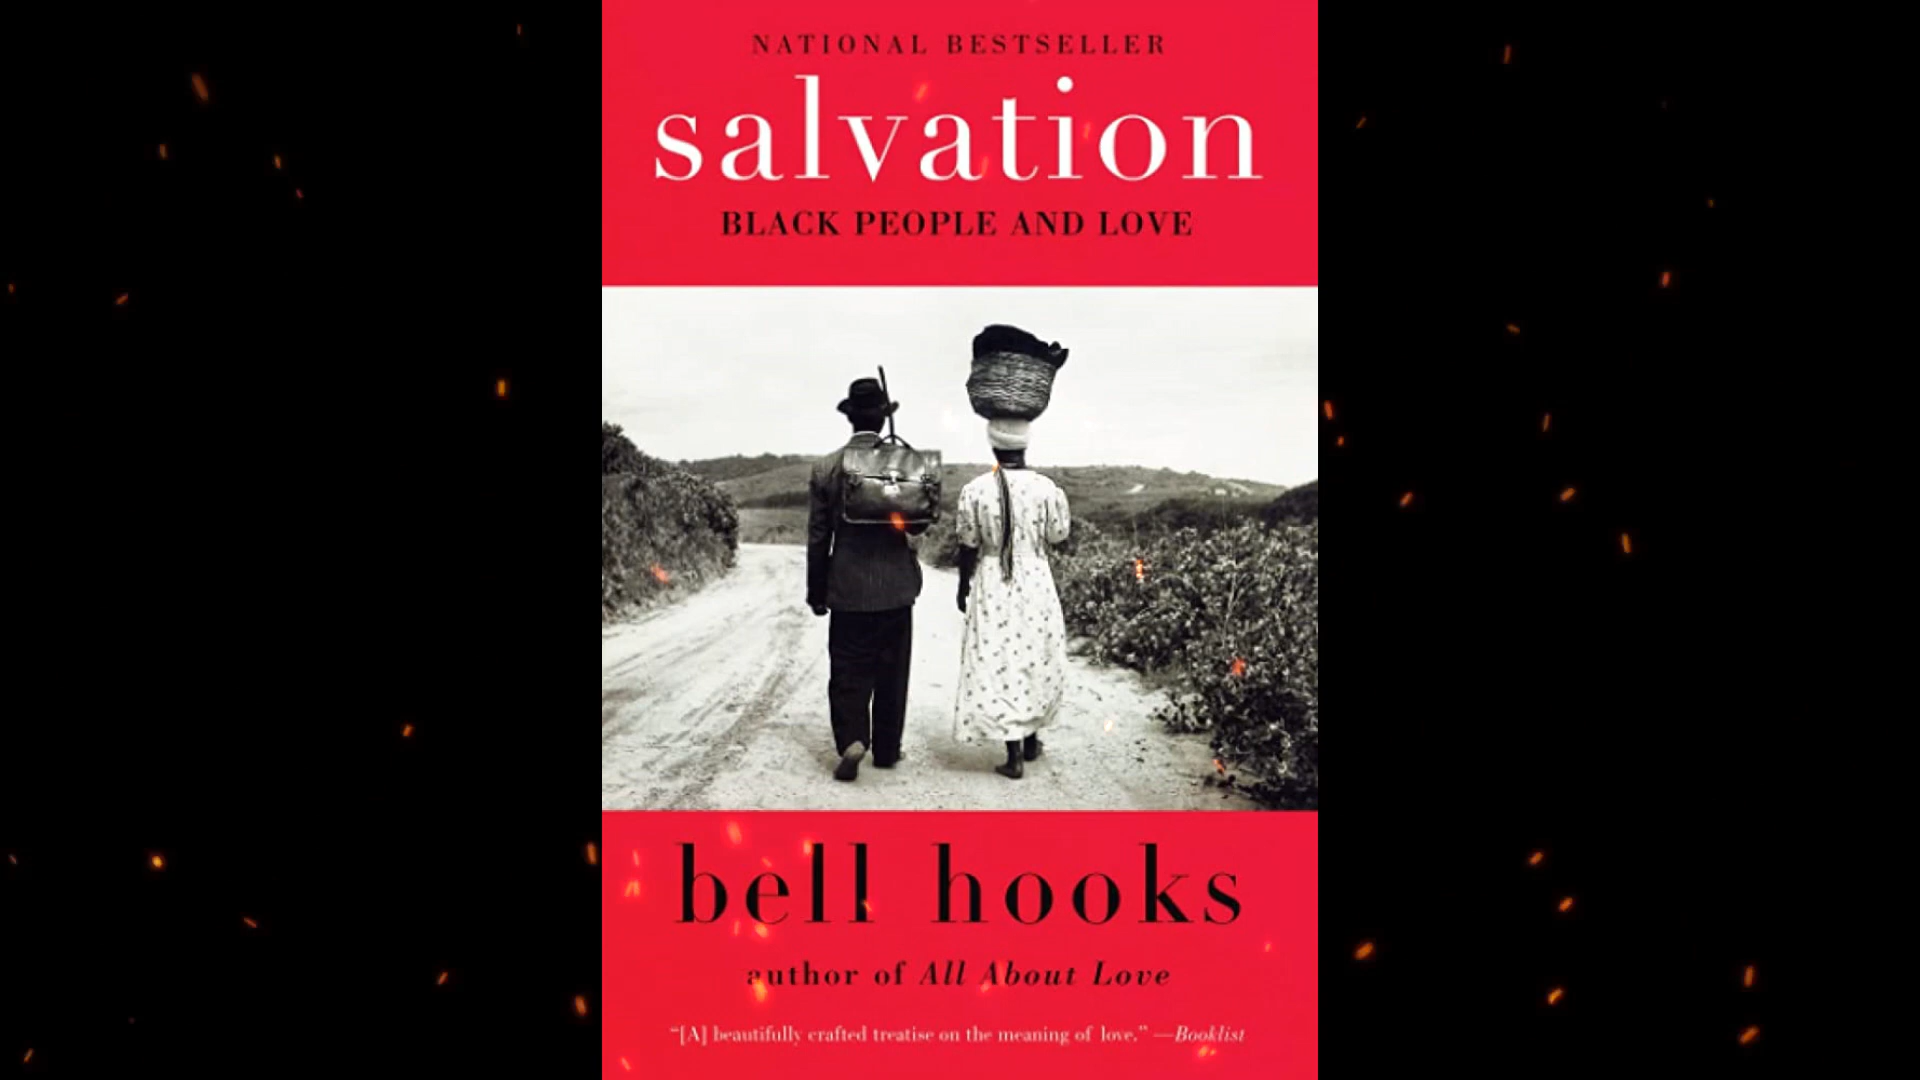 NATIONAL BESTSELLER
salvation
BLACK PEOPLE AND LOVE
bell hooks
author of All About Love
“[A] beautifully crafted treatise on the meaning of love.” —Booklist